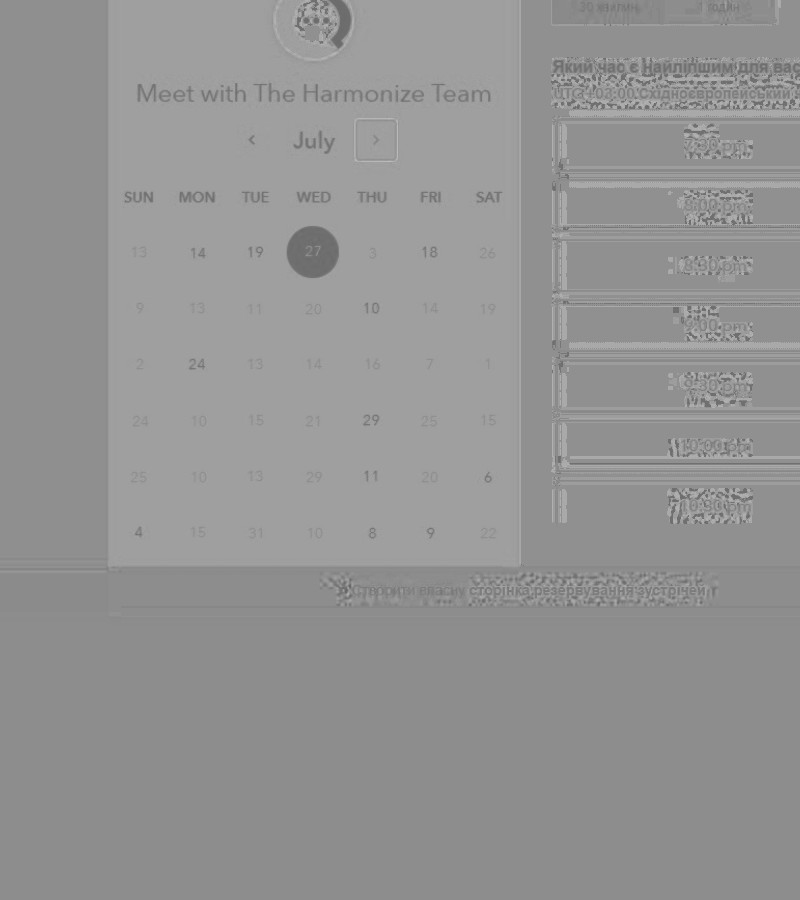 30 хвилин
1 годин
Meet with The Harmonize Team
July
SUN MON TUE WED THU FRI SAT
13 14 19 27 3 18 26
9 13 11 20 10 14 19
2 24 13 14 16 7 1
24 10 15 21 29 25 15
25 10 13 29 11 20 6
4 15 31 10 8 9 22
Який час є найліпшим для вас
UTC+03:00 Східноєвропейський
7:30 pm
8:00 pm
8:30 pm
9:00 pm
9:30 pm
10:00 pm
10:30 pm
Створити власну сторінка резервування зустрічей